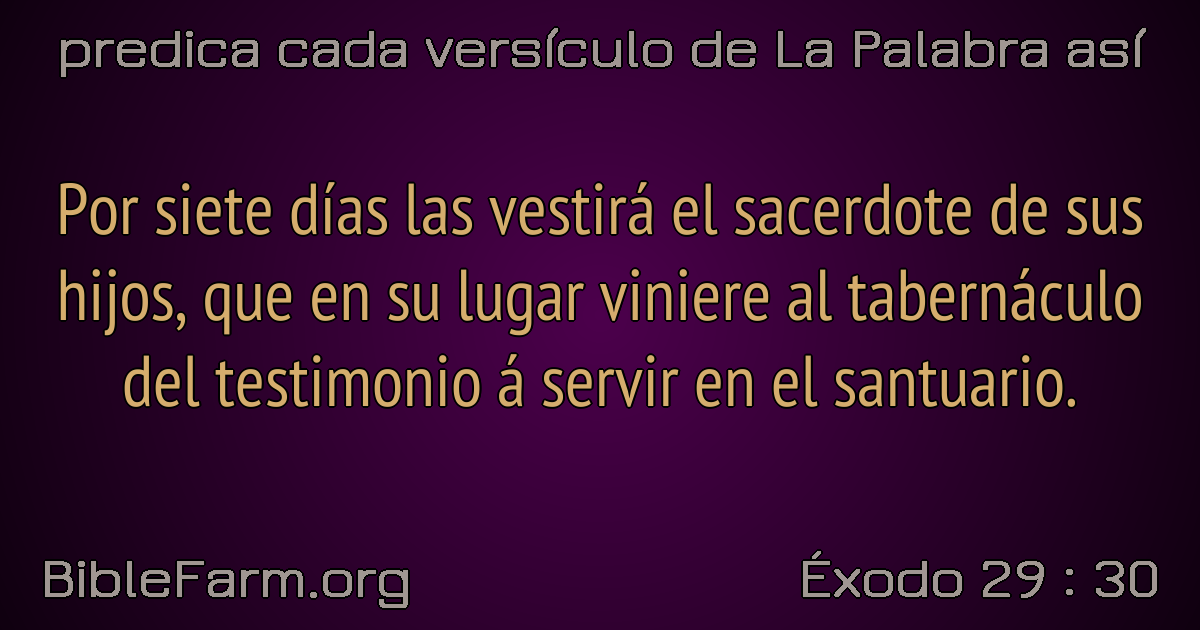 predica cada versículo de La Palabra así
Por siete días las vestirá el sacerdote de sus
hijos, que en su lugar viniere al tabernáculo
del testimonio á servir en el santuario.
BibleFarm.org
Éxodo 29 : 30